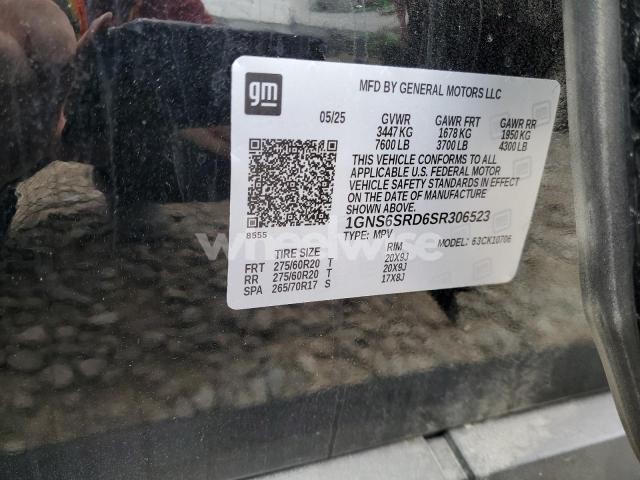 gm
MFD BY GENERAL MOTORS LLC
05/25 GVWR GAWR FRT GAWR RR
3447 KG 1678 KG 1950 KG
7600 LB 3700 LB 4300 LB
THIS VEHICLE CONFORMS TO ALL
APPLICABLE U.S. FEDERAL MOTOR
VEHICLE SAFETY STANDARDS IN EFFECT
ON THE DATE OF MANUFACTURE
SHOWN ABOVE.
1GNS6SRD6SR306523
8555
TYPE: MPV MODEL: 63CK10706
wheelwise
TIRE SIZE RIM
FRT 275/60R20 T 20X9J
RR 275/60R20 T 20X9J
SPA 265/70R17 S 17X8J